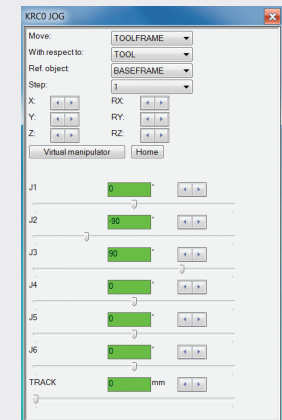 KRC0 JOG
Move: TOOLFRAME
With respect to: TOOL
Ref. object: BASEFRAME
Step: 1
X: RX:
Y: RY:
Z: RZ:
Virtual manipulator Home
J1 0 °
J2 -90 °
J3 90 °
J4 0 °
J5 0 °
J6 0 °
TRACK 0 mm